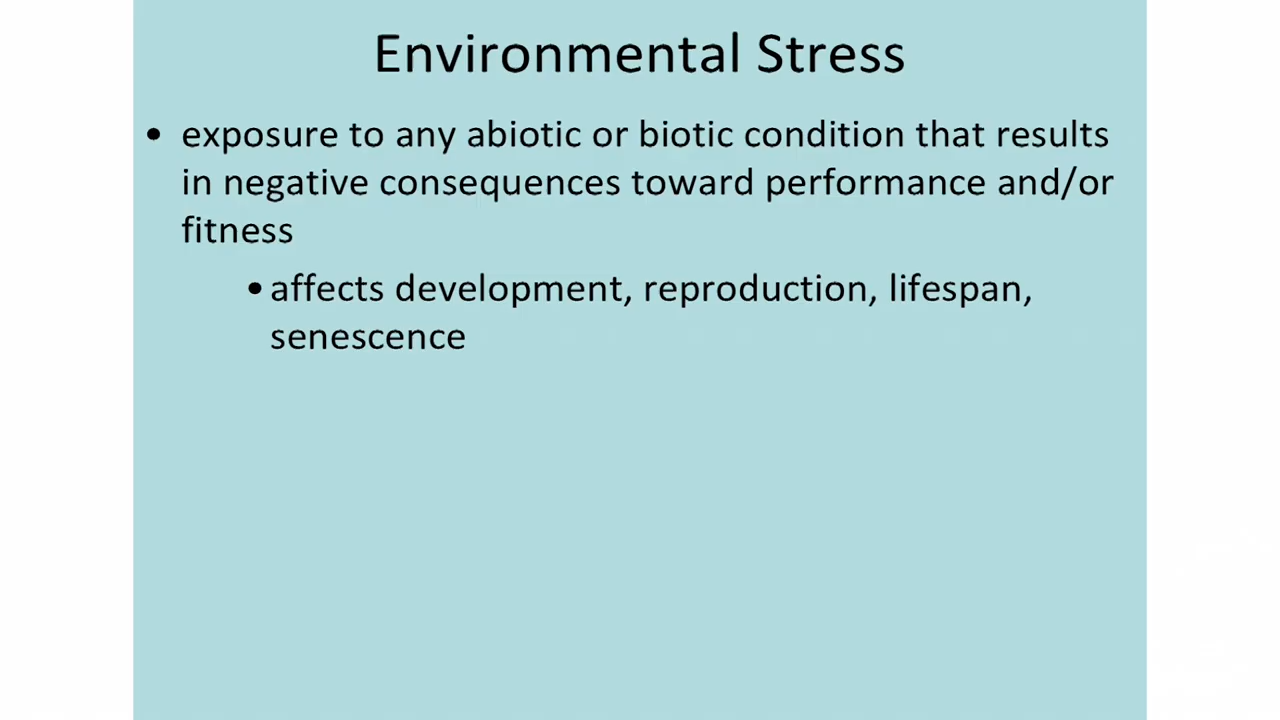 Environmental Stress
• exposure to any abiotic or biotic condition that results
in negative consequences toward performance and/or
fitness
• affects development, reproduction, lifespan,
senescence